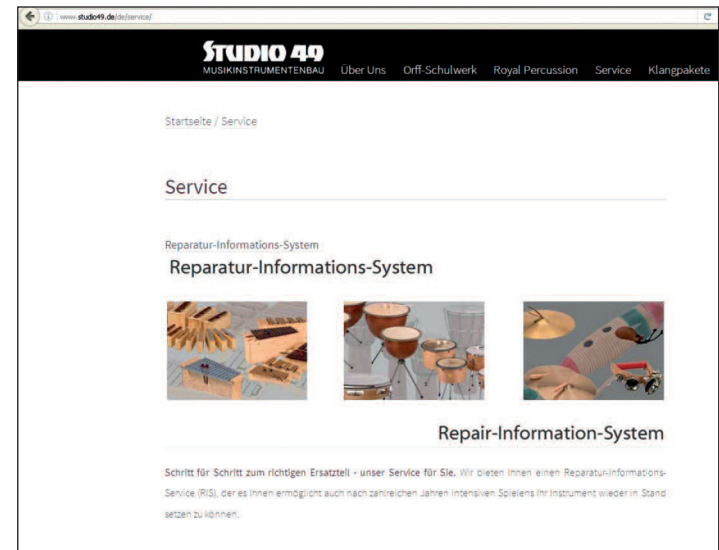 www.studio49.de/de/service/
STUDIO 49
MUSIKINSTRUMENTENBAU
Über Uns Orff-Schulwerk Royal Percussion Service Klangpakete
Startseite / Service
Service
Reparatur-Informations-System
Reparatur-Informations-System
Repair-Information-System
Schritt für Schritt zum richtigen Ersatzteil - unser Service für Sie. Wir bieten Ihnen einen Reparatur-Informations-
Service (RIS), der es Ihnen ermöglicht auch nach zahlreichen Jahren intensiven Spielens Ihr Instrument wieder in Stand
setzen zu können.